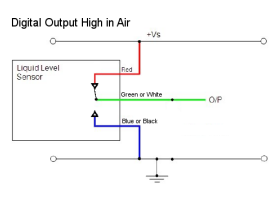 Digital Output High in Air
+Vs
Liquid Level
Sensor
Red
Green or White
O/P
Blue or Black